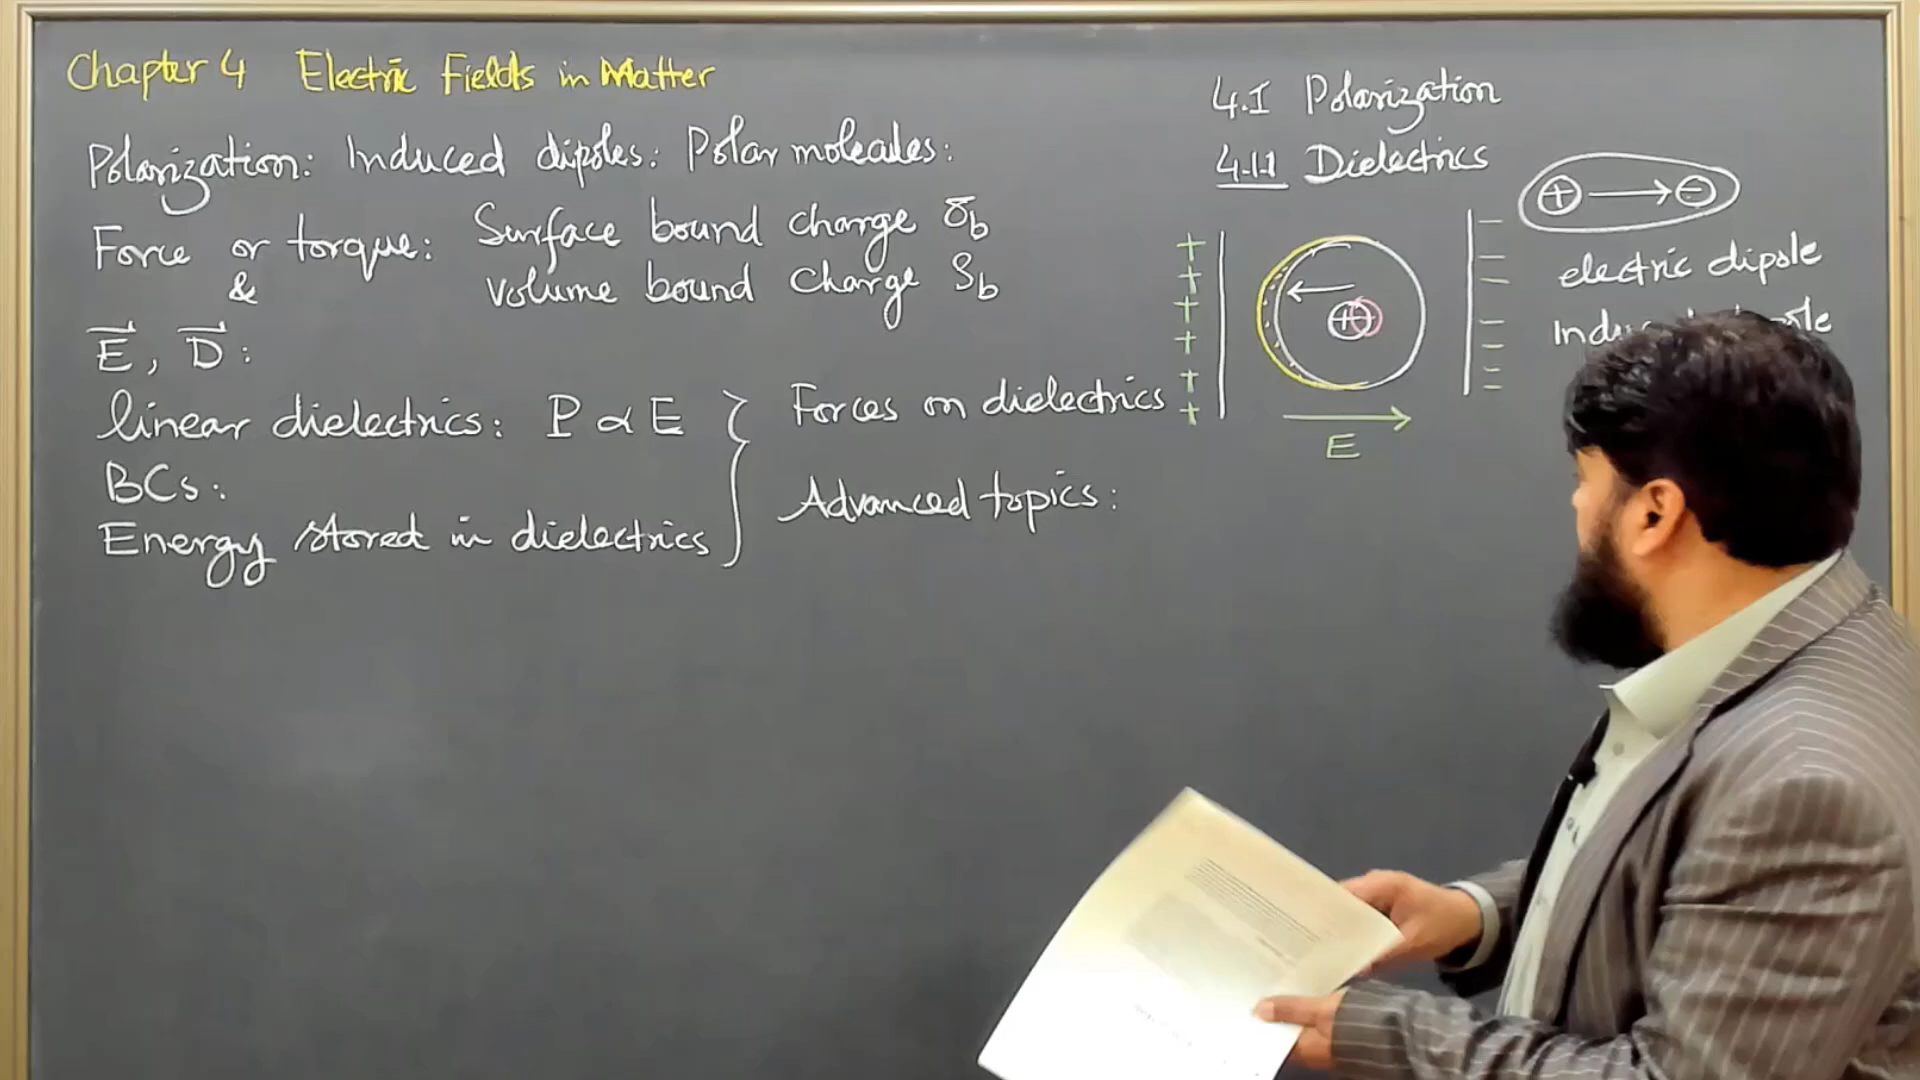 Chapter 4 Electric Fields in Matter
Polarization: Induced dipoles: Polar molecules:
Force or torque: Surface bound charge σb
& volume bound charge ρb
E, D:
linear dielectrics: P α E
BCs:
Energy stored in dielectrics
Forces on dielectrics
Advanced topics:
4.I Polarization
4.1.1 Dielectrics
+ → −
electric dipole
+ + + + + +
+
− − − − − −
E